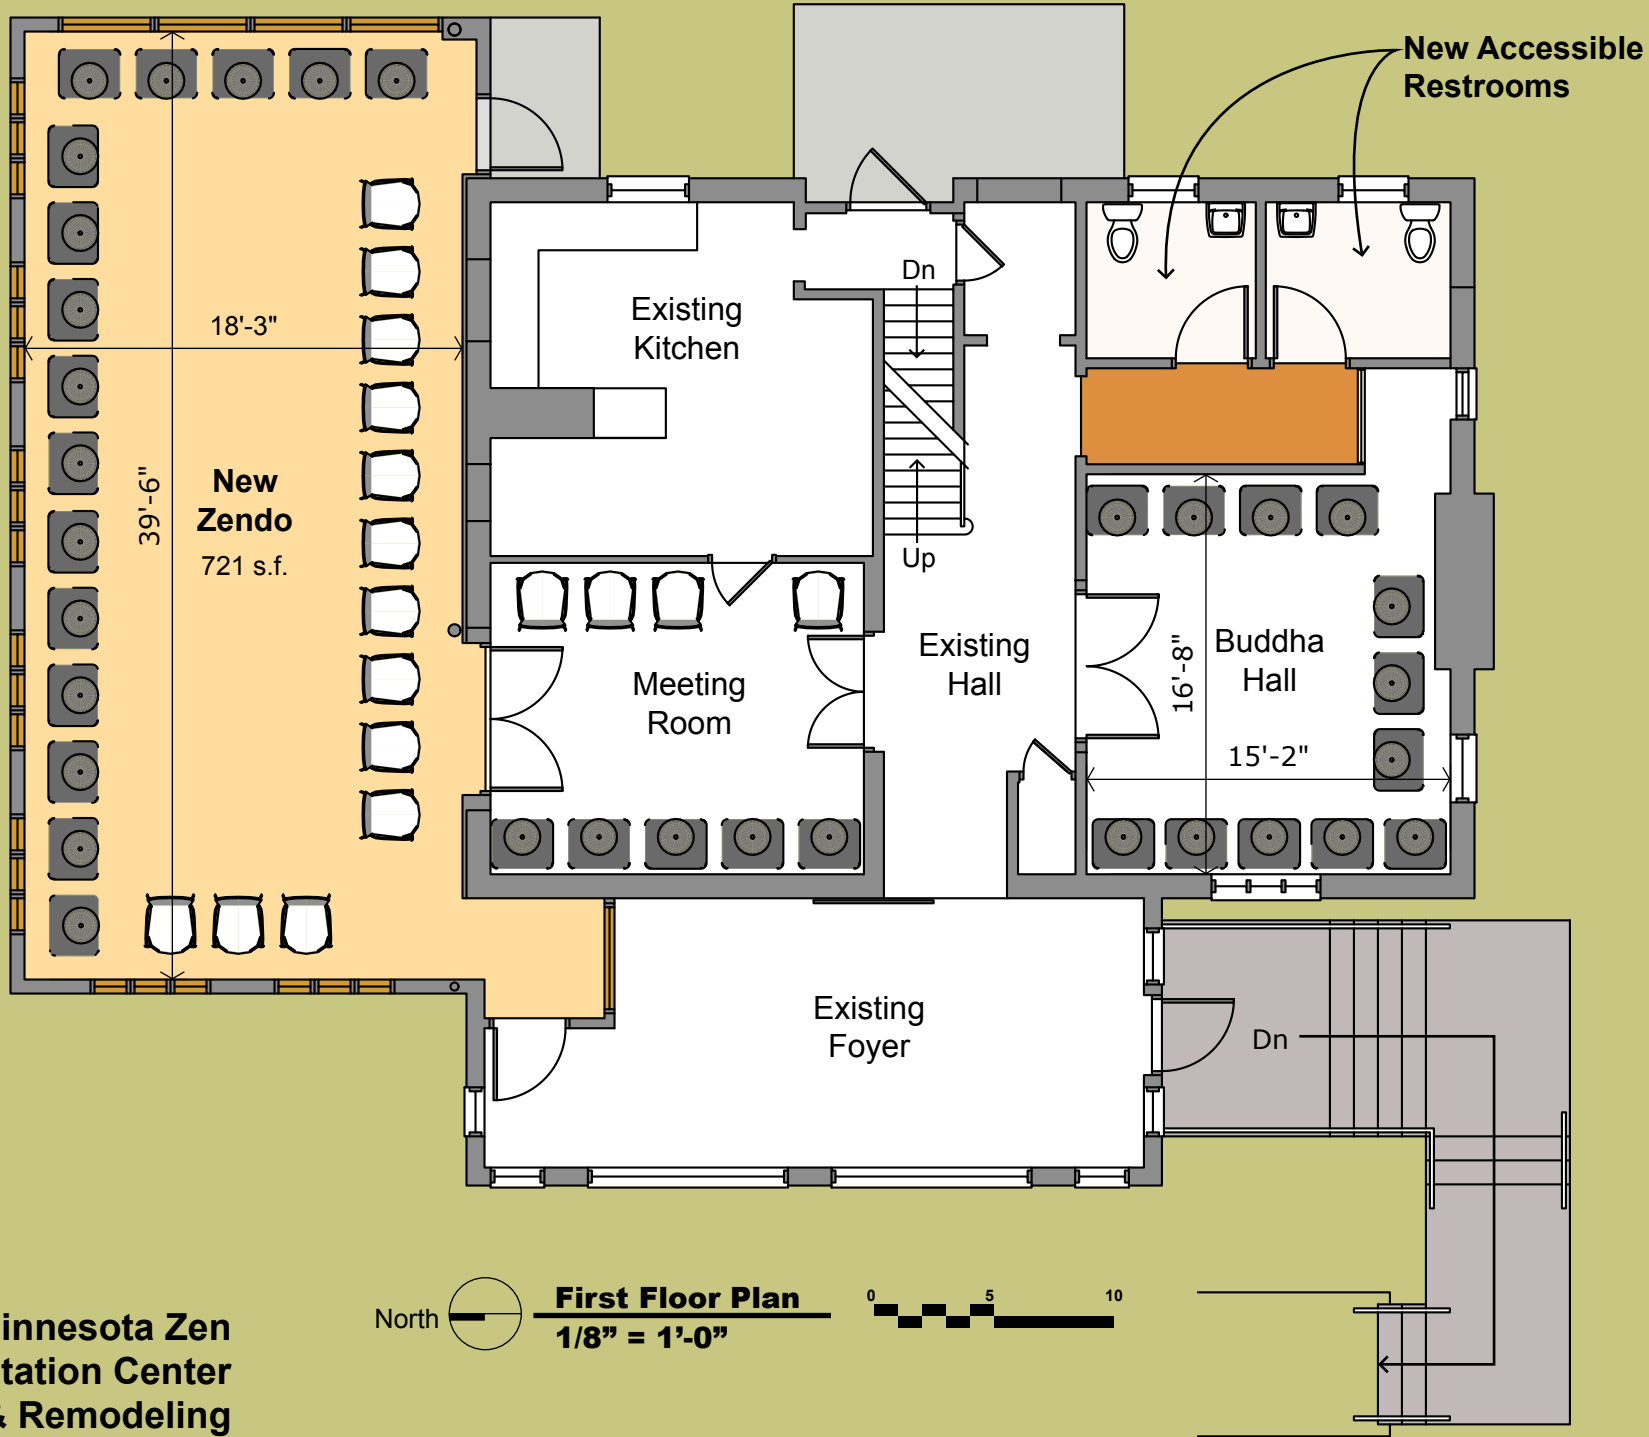 New Accessible
Restrooms
Dn
Existing
Kitchen
18'-3"
39'-6"
New
Zendo
721 s.f.
Up
Existing
Hall
Meeting
Room
16'-8"
Buddha
Hall
15'-2"
Existing
Foyer
Dn
North
First Floor Plan
1/8” = 1’-0”
0 5 10
innesota Zen
tation Center
& Remodeling